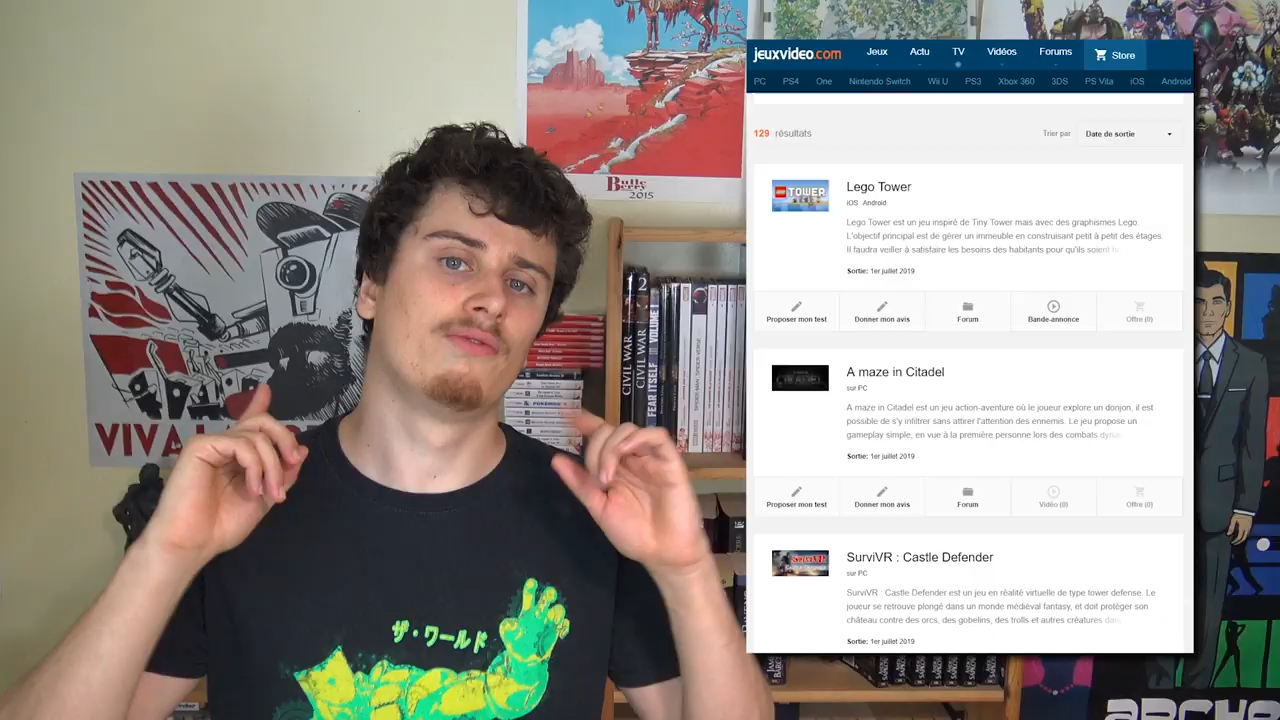 jeuxvideo.com
Jeux Actu TV Vidéos Forums Store
PC PS4 One Nintendo Switch Wii U PS3 Xbox 360 3DS PS Vita iOS Android
129 résultats
Trier par Date de sortie
Lego Tower
iOS Android
Lego Tower est un jeu inspiré de Tiny Tower mais avec des graphismes Lego.
L'objectif principal est de gérer un immeuble en construisant petit à petit des étages.
Il faudra veiller à satisfaire les besoins des habitants pour qu'ils soient
Sortie: 1er juillet 2019
Proposer mon test Donner mon avis Forum Bande-annonce Offre (0)
A maze in Citadel
sur PC
A maze in Citadel est un jeu action-aventure où le joueur explore un donjon, il est
possible de s'y infiltrer sans attirer l'attention des ennemis. Le jeu propose un
gameplay simple, en vue à la première personne lors des combats
Sortie: 1er juillet 2019
Proposer mon test Donner mon avis Forum Vidéo (0) Offre (0)
SurviVR : Castle Defender
sur PC
SurviVR : Castle Defender est un jeu en réalité virtuelle de type tower defense. Le
joueur se retrouve plongé dans un monde médiéval fantasy, et doit protéger son
château contre des orcs, des gobelins, des trolls et autres créatures
Sortie: 1er juillet 2019
TOWER
CITADEL
Bulle
Berry
2015
VIVA
CIVIL WAR
CIVIL WAR
FEAR ITSELF
VOLUME I
POKEMON
ザ・ワールド
ARCHE